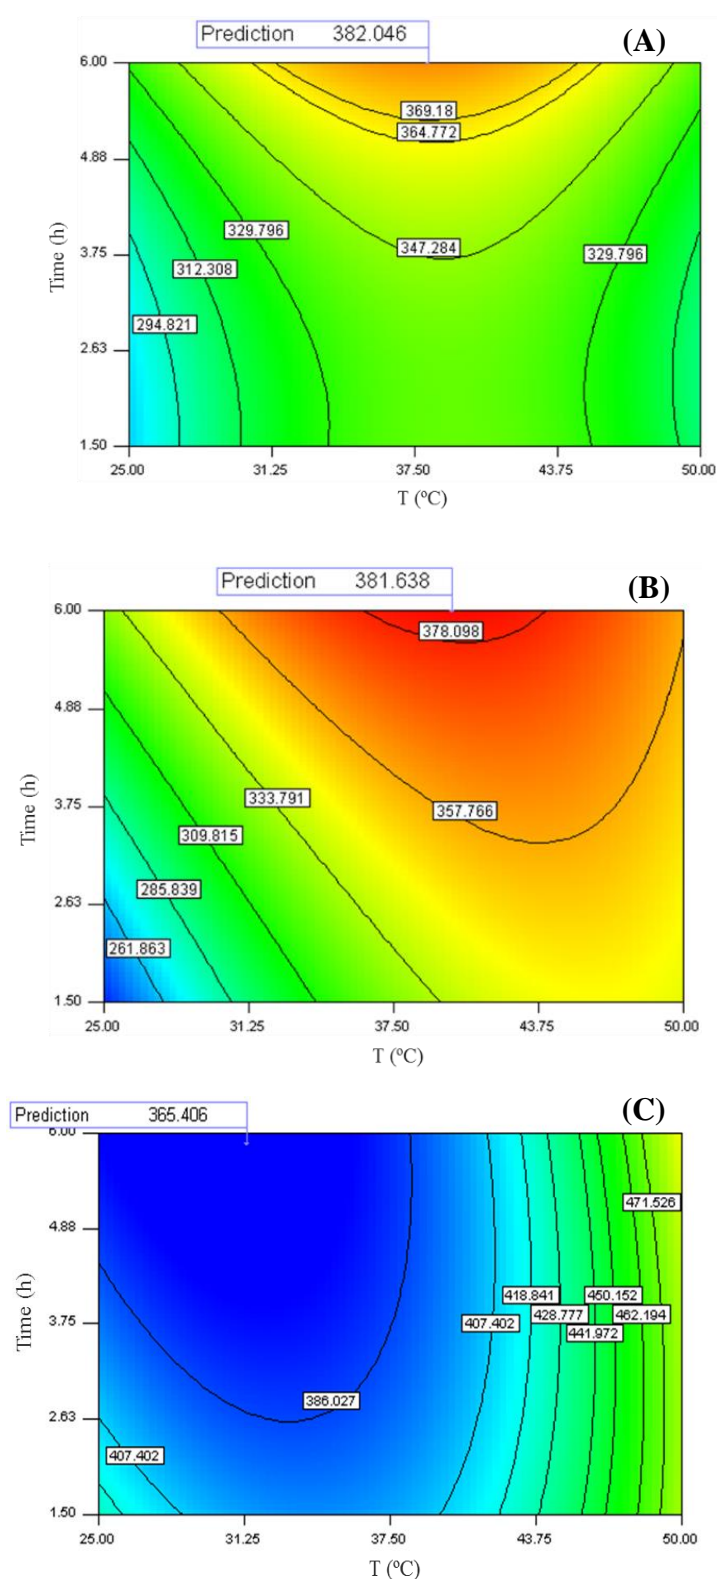 Prediction 382.046
(A)
6.00
369.18
364.772
4.88
329.796
347.284
3.75
329.796
312.308
294.821
2.63
1.50
25.00 31.25 37.50 43.75 50.00
Time (h)
T (ºC)
Prediction 381.638
(B)
6.00
378.098
4.88
333.791
357.766
3.75
309.815
285.839
2.63
261.863
1.50
25.00 31.25 37.50 43.75 50.00
Time (h)
T (ºC)
Prediction 365.406
(C)
6.00
471.526
4.88
418.841
450.152
428.777
462.194
407.402
441.972
3.75
386.027
2.63
407.402
1.50
25.00 31.25 37.50 43.75 50.00
Time (h)
T (ºC)